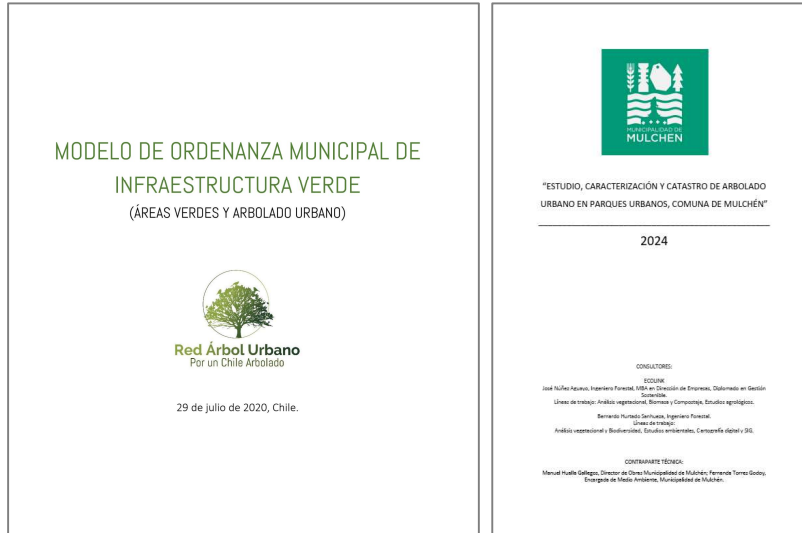 MODELO DE ORDENANZA MUNICIPAL DE
INFRAESTRUCTURA VERDE
(ÁREAS VERDES Y ARBOLADO URBANO)
Red Árbol Urbano
Por un Chile Arbolado
29 de julio de 2020, Chile.
MUNICIPALIDAD DE
MULCHEN
“ESTUDIO, CARACTERIZACIÓN Y CATASTRO DE ARBOLADO
URBANO EN PARQUES URBANOS, COMUNA DE MULCHÉN”
2024
CONSULTORES:
ECOLINK
José Núñez Aguayo, Ingeniero Forestal, MBA en Dirección de Empresas, Diplomado en Gestión
Sostenible.
Líneas de trabajo: Análisis vegetacional, Biomasa y Compostaje, Estudios agrológicos.
Bernardo Hurtado Sanhueza, Ingeniero Forestal.
Líneas de trabajo:
Análisis vegetacional y Biodiversidad, Estudios ambientales, Cartografía digital y SIG.
CONTRAPARTE TÉCNICA:
Manuel Hualla Gallegos, Director de Obras Municipalidad de Mulchén; Fernanda Torres Godoy,
Encargada de Medio Ambiente, Municipalidad de Mulchén.